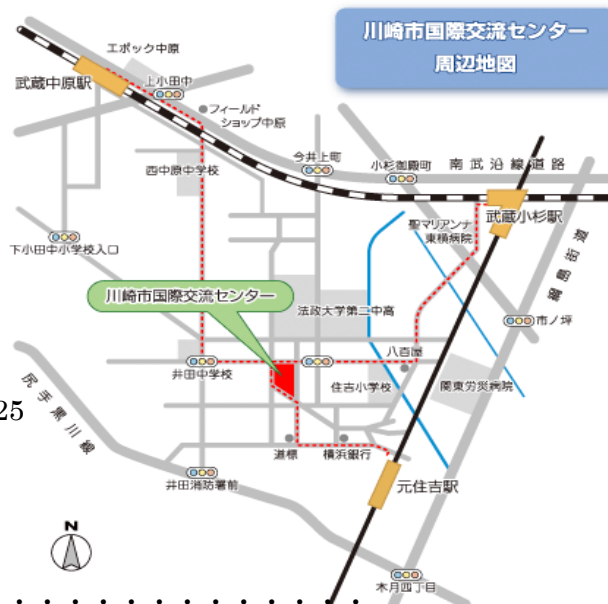 川崎市国際交流センター
周辺地図
エポック中原
武蔵中原駅
上小田中
フィールド
ショップ中原
今井上町
小杉御殿町
南武沿線道路
西中原中学校
武蔵小杉駅
聖マリアンナ
東横病院
下小田中小学校入口
綱島街道
川崎市国際交流センター
法政大学第二中高
市ノ坪
八百屋
井田中学校
住吉小学校
関東労災病院
尻手黒川線
25
道標
横浜銀行
井田消防署前
元住吉駅
N
木月四丁目